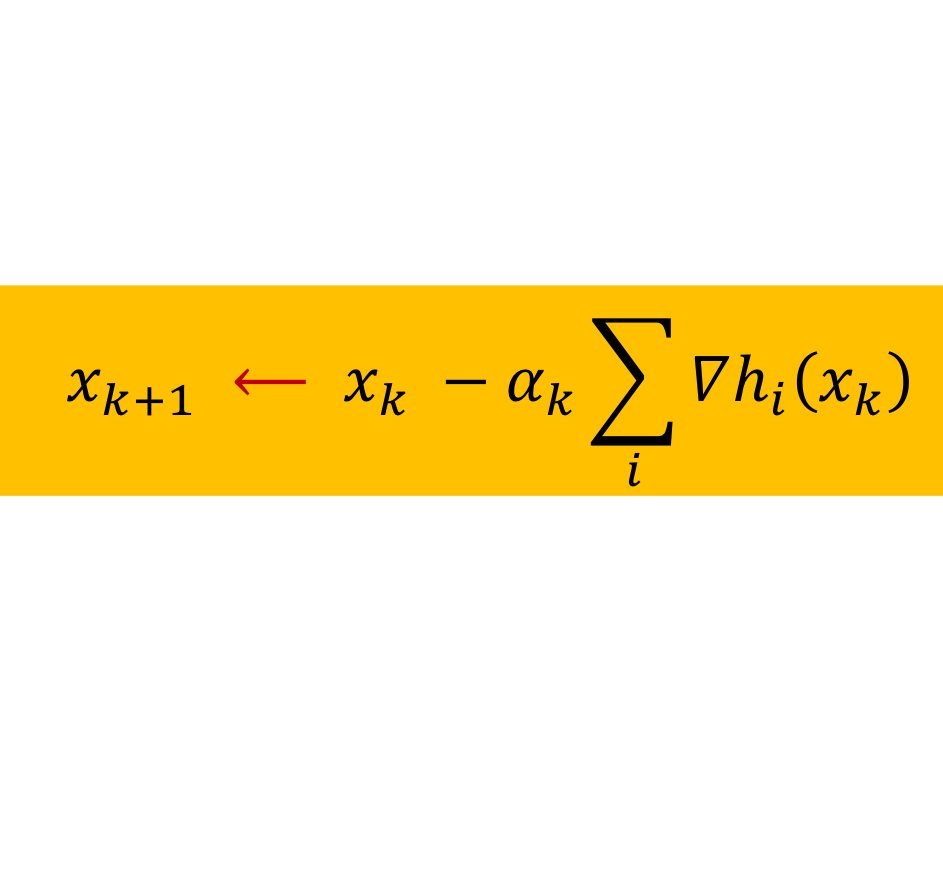 x_{k+1} ← x_k − α_k ∑_i ∇h_i(x_k)